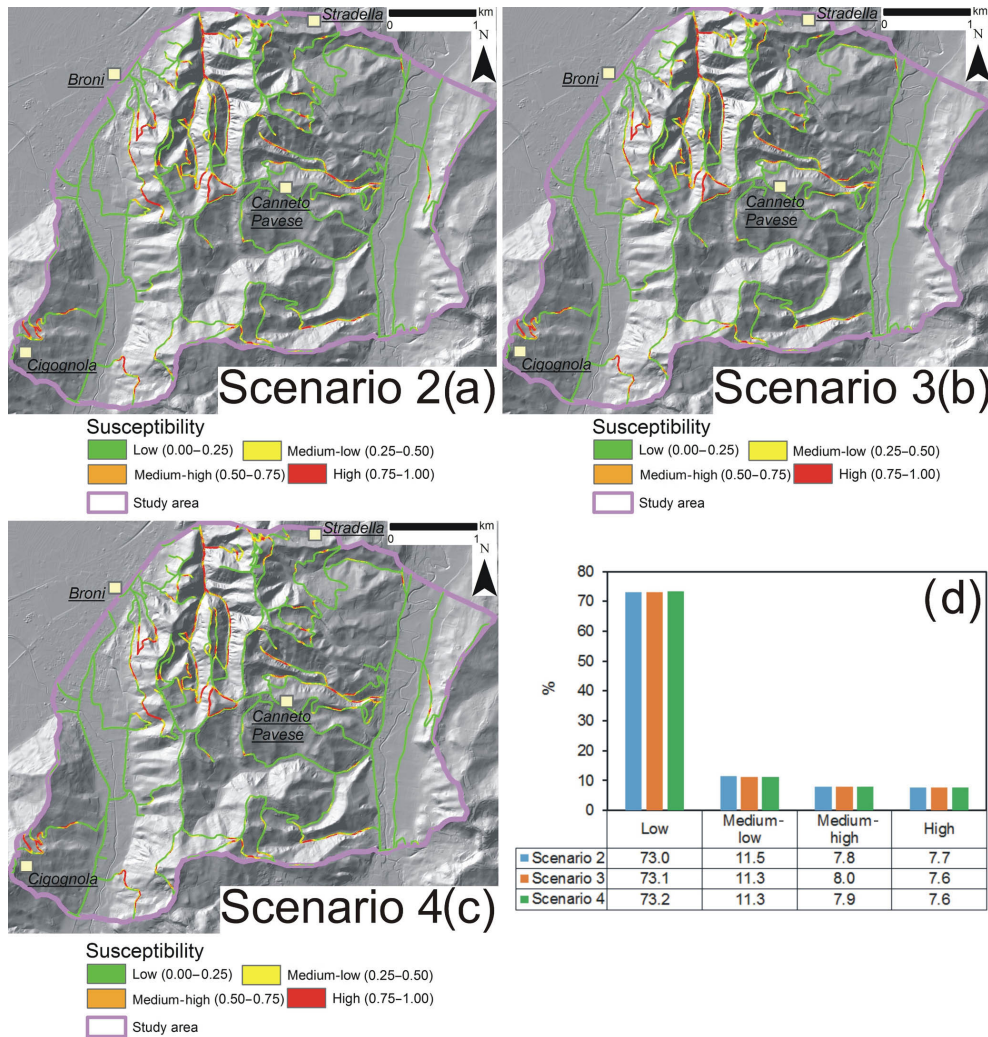 Stradella
km
0
1
N
Broni
Canneto
Pavese
Cigognola
Scenario 2(a)
Susceptibility
Low (0.00–0.25)
Medium-low (0.25–0.50)
Medium-high (0.50–0.75)
High (0.75–1.00)
Study area
Stradella
km
0
1
N
Broni
Canneto
Pavese
Cigognola
Scenario 3(b)
Susceptibility
Low (0.00–0.25)
Medium-low (0.25–0.50)
Medium-high (0.50–0.75)
High (0.75–1.00)
Study area
Stradella
km
0
1
N
Broni
Canneto
Pavese
Cigognola
Scenario 4(c)
Susceptibility
Low (0.00–0.25)
Medium-low (0.25–0.50)
Medium-high (0.50–0.75)
High (0.75–1.00)
Study area
(d)
%
80
70
60
50
40
30
20
10
0
Low
Medium-
low
Medium-
high
High
Scenario 2 73.0 11.5 7.8 7.7
Scenario 3 73.1 11.3 8.0 7.6
Scenario 4 73.2 11.3 7.9 7.6